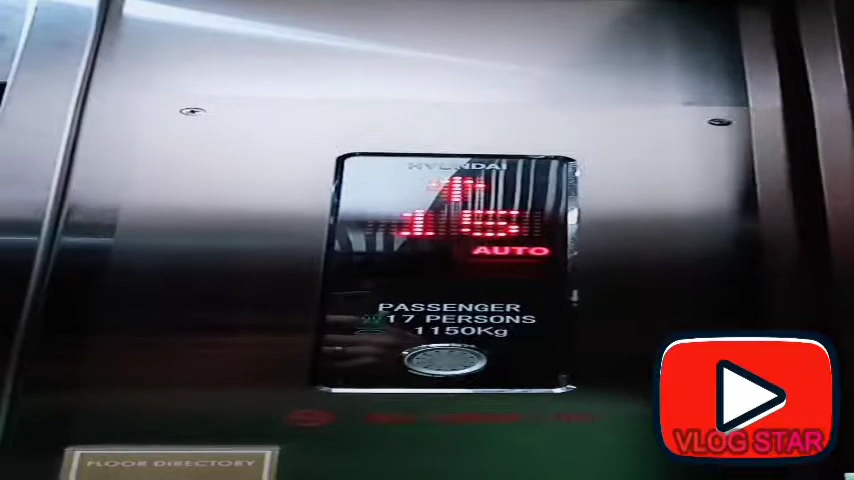 HYUNDAI
AUTO
PASSENGER
17 PERSONS
1150Kg
FLOOR DIRECTORY
VLOG STAR